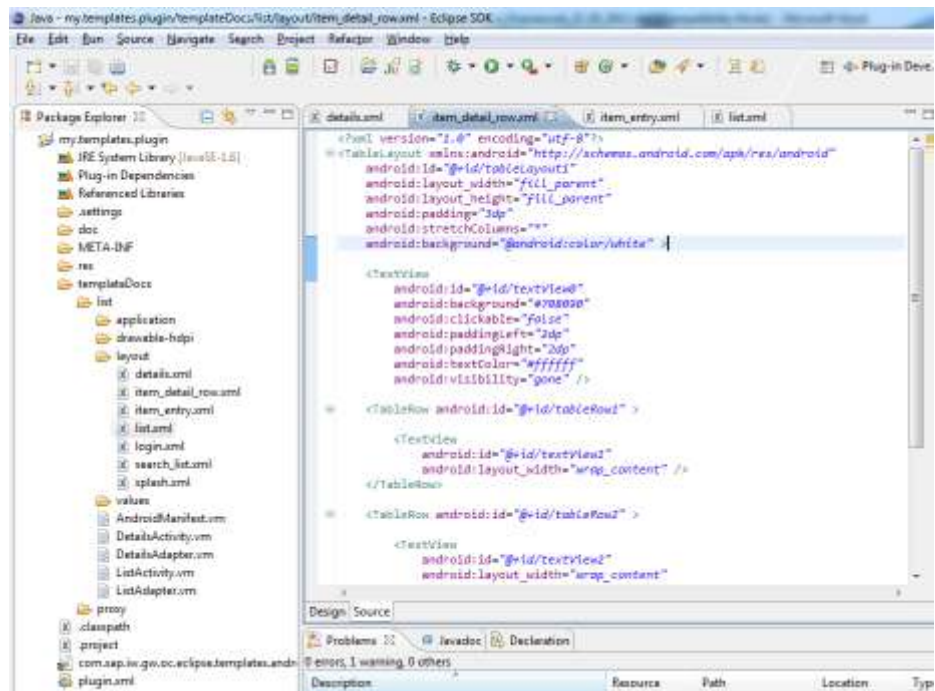 Java - my.templates.plugin/templateDocs/list/layout/item_detail_row.xml - Eclipse SDK
File Edit Run Source Navigate Search Project Refactor Window Help
Plug-in Deve...
Package Explorer
details.xml item_detail_row.xml item_entry.xml list.xml
my.templates.plugin
JRE System Library [JavaSE-1.6]
Plug-in Dependencies
Referenced Libraries
.settings
doc
META-INF
res
templateDocs
list
application
drawable-hdpi
layout
details.xml
item_detail_row.xml
item_entry.xml
list.xml
login.xml
search_list.xml
splash.xml
values
AndroidManifest.vm
DetailsActivity.vm
DetailsAdapter.vm
ListActivity.vm
ListAdapter.vm
proxy
.classpath
.project
com.sap.iw.gw.oc.eclipse.templates.andr
plugin.xml
<?xml version="1.0" encoding="utf-8"?>
<TableLayout xmlns:android="http://schemas.android.com/apk/res/android"
android:id="@+id/tableLayout1"
android:layout_width="fill_parent"
android:layout_height="fill_parent"
android:padding="3dp"
android:stretchColumns="*"
android:background="@android:color/white" >
<TextView
android:id="@+id/textView0"
android:background="#708090"
android:clickable="false"
android:paddingLeft="2dp"
android:paddingRight="2dp"
android:textColor="#ffffff"
android:visibility="gone" />
<TableRow android:id="@+id/tableRow1" >
<TextView
android:id="@+id/textView1"
android:layout_width="wrap_content" />
</TableRow>
<TableRow android:id="@+id/tableRow2" >
<TextView
android:id="@+id/textView2"
android:layout_width="wrap_content"
Design Source
Problems Javadoc Declaration
0 errors, 1 warning, 0 others
Description Resource Path Location Typ